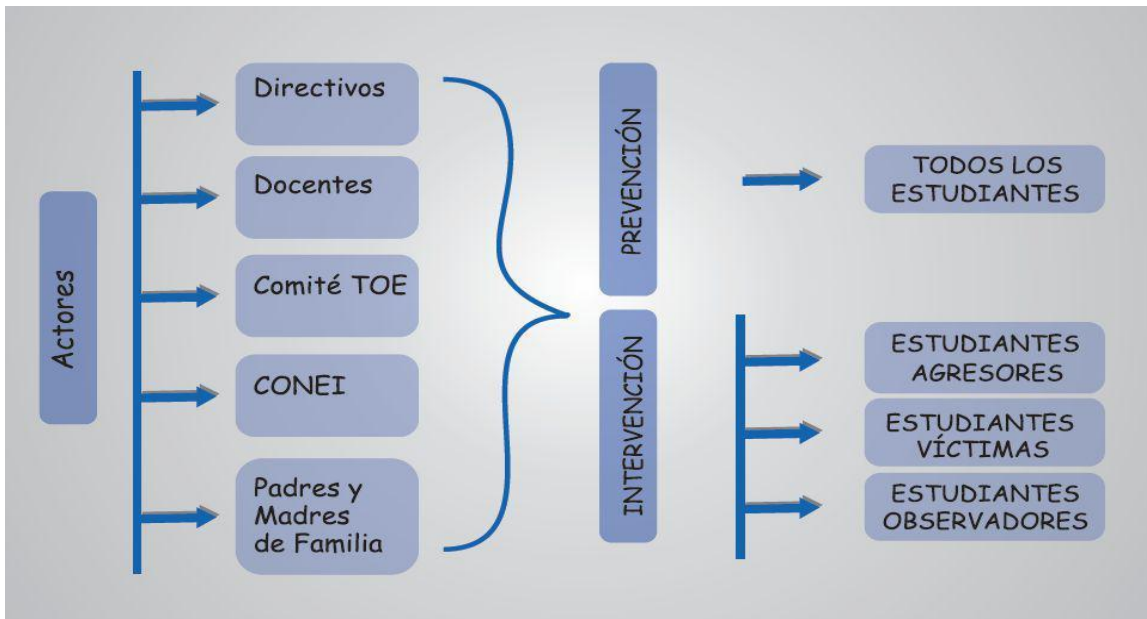 Actores
Directivos
Docentes
Comité TOE
CONEI
Padres y
Madres
de Familia
PREVENCIÓN
INTERVENCIÓN
TODOS LOS
ESTUDIANTES
ESTUDIANTES
AGRESORES
ESTUDIANTES
VÍCTIMAS
ESTUDIANTES
OBSERVADORES